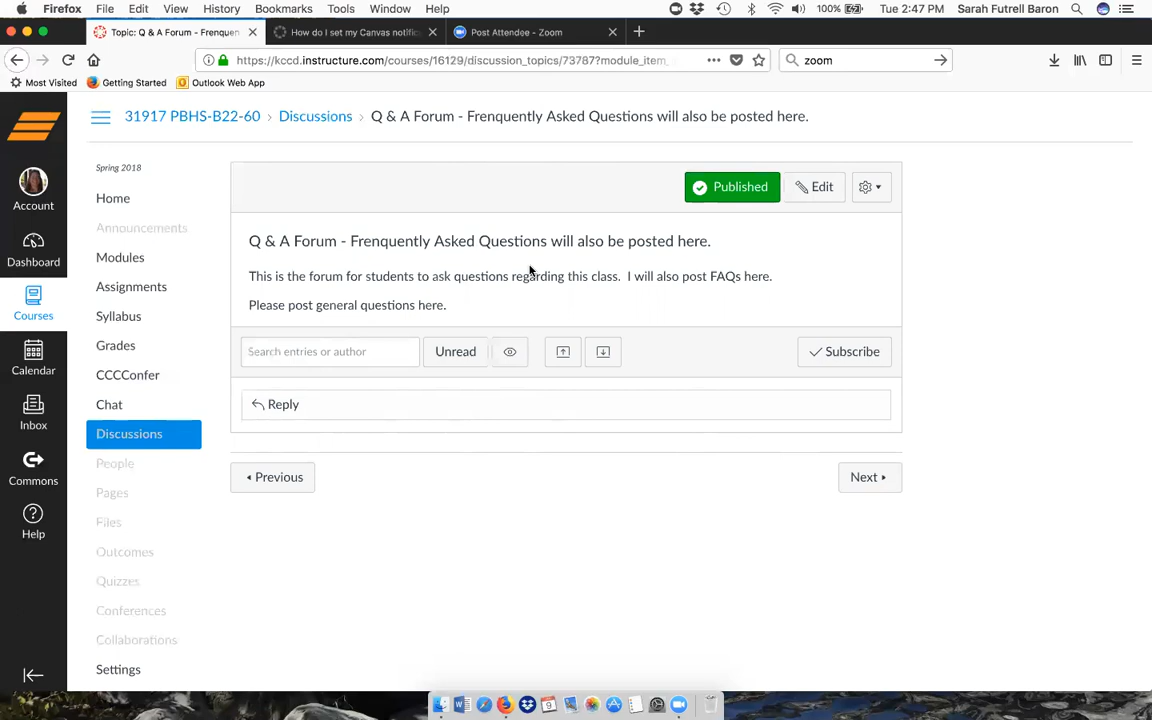 Firefox File Edit View History Bookmarks Tools Window Help 100% Tue 2:47 PM Sarah Futrell Baron
Topic: Q & A Forum - Frenquen How do I set my Canvas notific Post Attendee - Zoom
https://kccd.instructure.com/courses/16129/discussion_topics/73787?module_item_ zoom
Most Visited Getting Started Outlook Web App
31917 PBHS-B22-60 › Discussions › Q & A Forum - Frenquently Asked Questions will also be posted here.
Spring 2018
Account
Dashboard
Courses
Calendar
Inbox
Commons
Help
Home
Announcements
Modules
Assignments
Syllabus
Grades
CCCConfer
Chat
Discussions
People
Pages
Files
Outcomes
Quizzes
Conferences
Collaborations
Settings
Published Edit
Q & A Forum - Frenquently Asked Questions will also be posted here.
This is the forum for students to ask questions regarding this class. I will also post FAQs here.
Please post general questions here.
Search entries or author Unread Subscribe
Reply
Previous Next